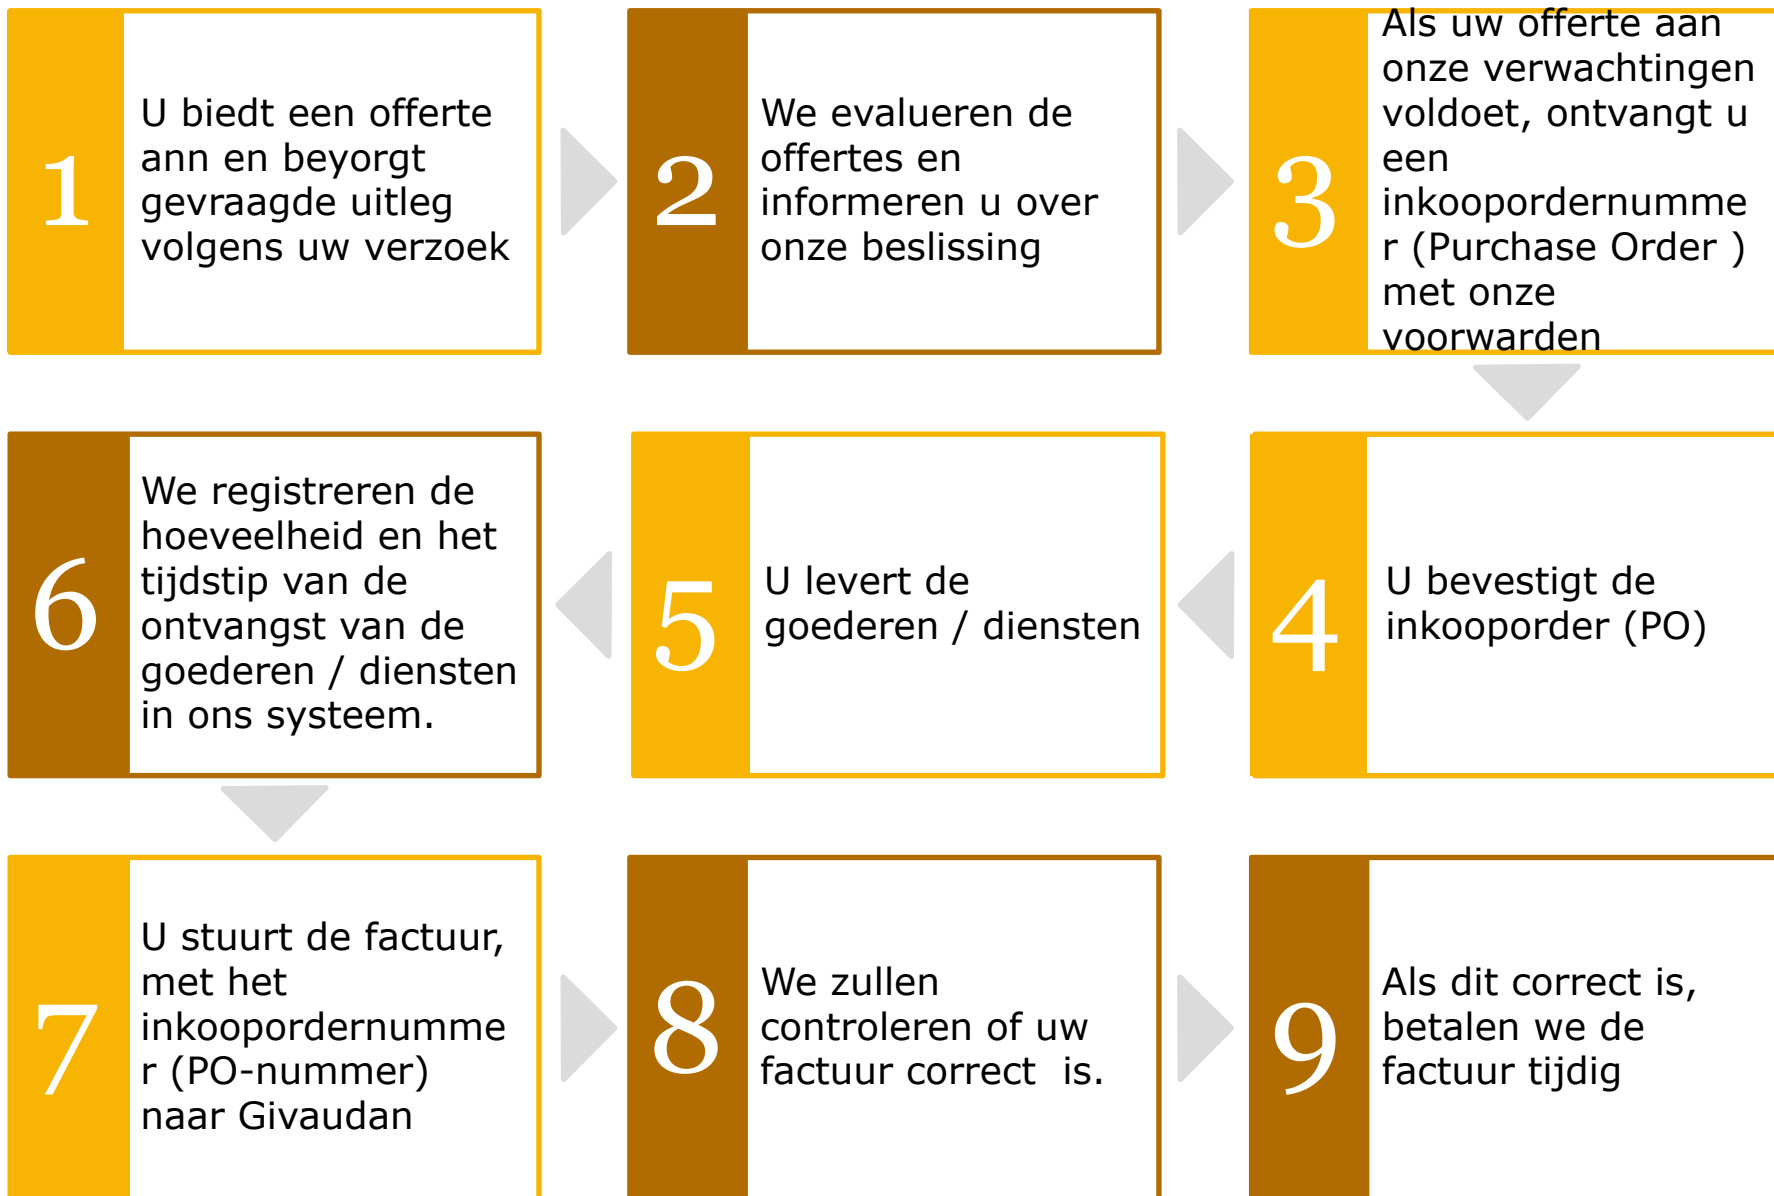 1
U biedt een offerte
ann en beyorgt
gevraagde uitleg
volgens uw verzoek
2
We evalueren de
offertes en
informeren u over
onze beslissing
3
Als uw offerte aan
onze verwachtingen
voldoet, ontvangt u
een
inkoopordernumme
r (Purchase Order )
met onze
voorwarden
4
U bevestigt de
inkooporder (PO)
5
U levert de
goederen / diensten
6
We registreren de
hoeveelheid en het
tijdstip van de
ontvangst van de
goederen / diensten
in ons systeem.
7
U stuurt de factuur,
met het
inkoopordernumme
r (PO-nummer)
naar Givaudan
8
We zullen
controleren of uw
factuur correct  is.
9
Als dit correct is,
betalen we de
factuur tijdig